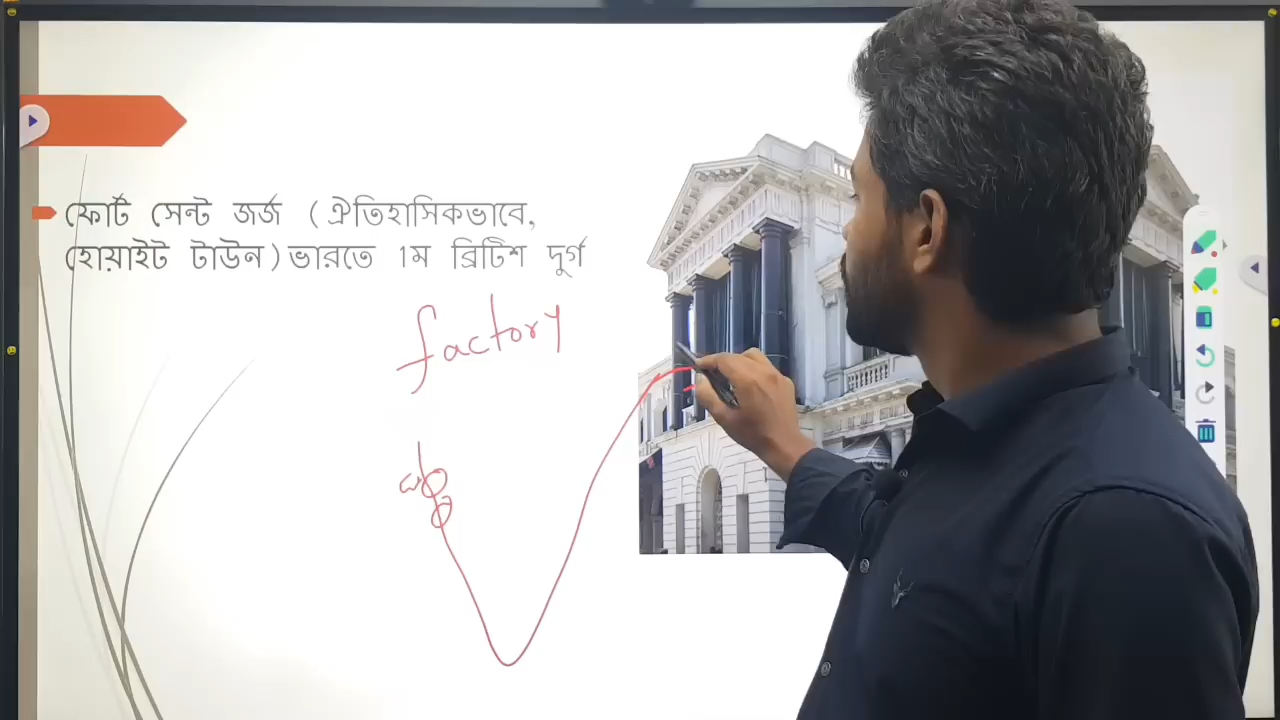 ফোর্ট সেন্ট জর্জ (ঐতিহাসিকভাবে,
হোয়াইট টাউন) ভারতে 1ম ব্রিটিশ দুর্গ
factory